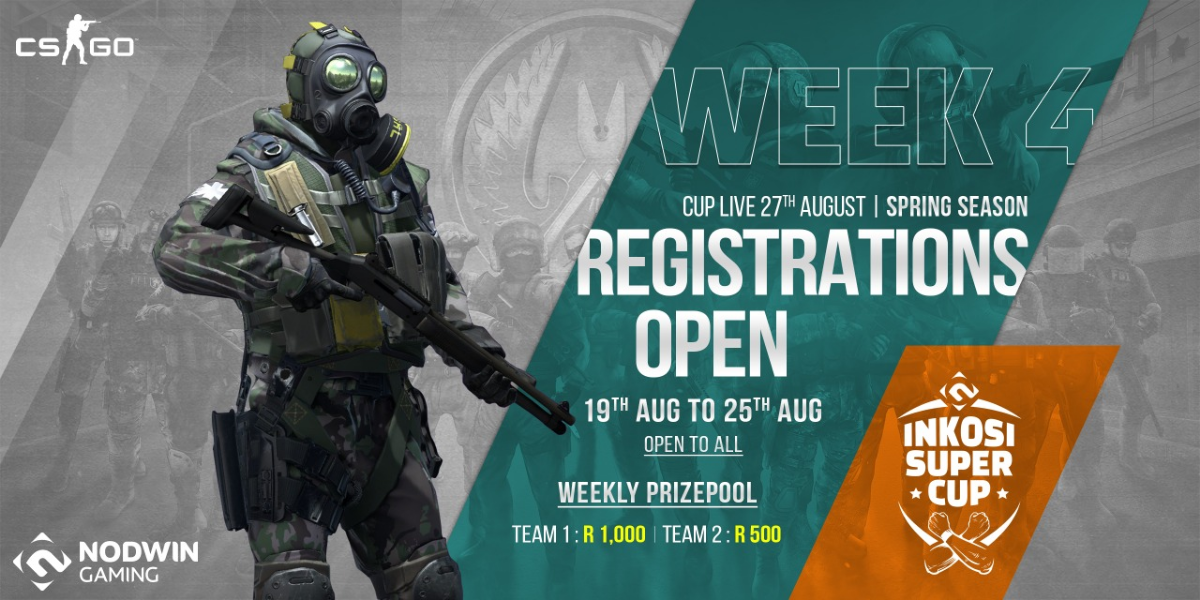 CS GO
WEEK 4
CUP LIVE 27TH AUGUST | SPRING SEASON
REGISTRATIONS
OPEN
19TH AUG TO 25TH AUG
OPEN TO ALL
WEEKLY PRIZEPOOL
TEAM 1 : R 1,000 | TEAM 2 : R 500
INKOSI
SUPER
CUP
NODWIN
GAMING